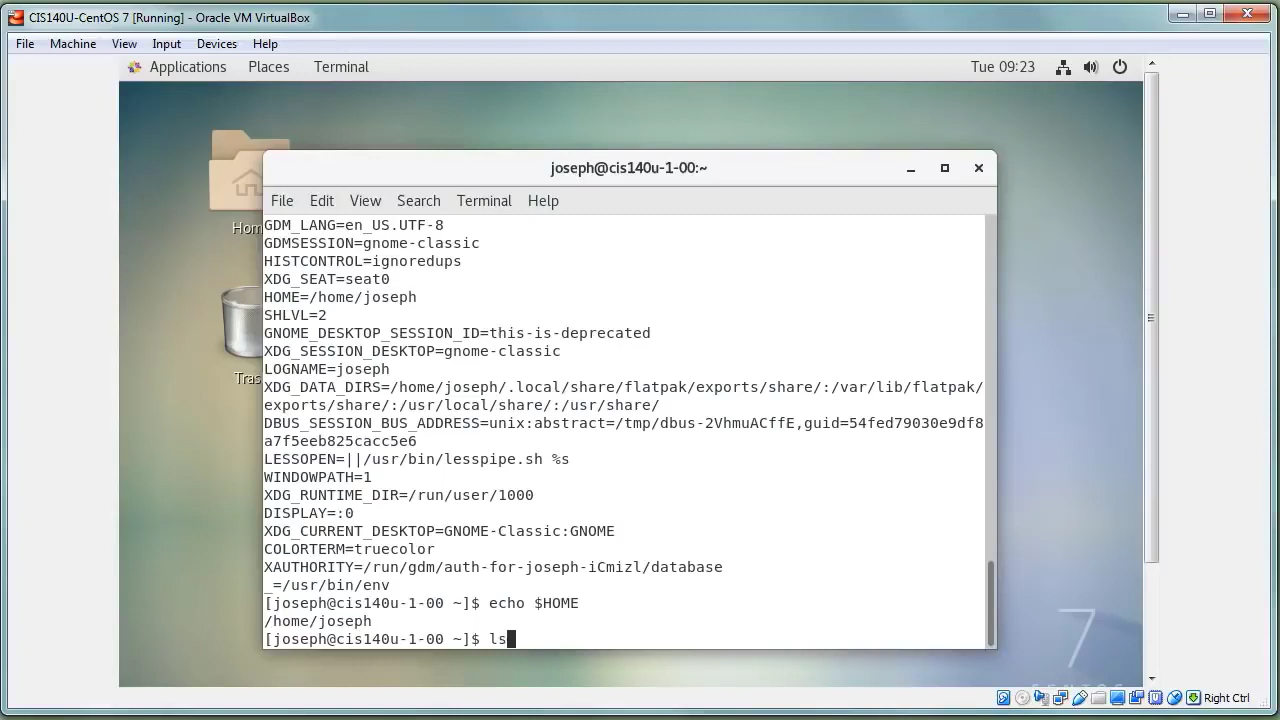 CIS140U-CentOS 7 [Running] - Oracle VM VirtualBox
File Machine View Input Devices Help
Applications Places Terminal Tue 09:23
Hom
Tras
joseph@cis140u-1-00:~
File Edit View Search Terminal Help
GDM_LANG=en_US.UTF-8
GDMSESSION=gnome-classic
HISTCONTROL=ignoredups
XDG_SEAT=seat0
HOME=/home/joseph
SHLVL=2
GNOME_DESKTOP_SESSION_ID=this-is-deprecated
XDG_SESSION_DESKTOP=gnome-classic
LOGNAME=joseph
XDG_DATA_DIRS=/home/joseph/.local/share/flatpak/exports/share/:/var/lib/flatpak/
exports/share/:/usr/local/share/:/usr/share/
DBUS_SESSION_BUS_ADDRESS=unix:abstract=/tmp/dbus-2VhmuACffE,guid=54fed79030e9df8
a7f5eeb825cacc5e6
LESSOPEN=||/usr/bin/lesspipe.sh %s
WINDOWPATH=1
XDG_RUNTIME_DIR=/run/user/1000
DISPLAY=:0
XDG_CURRENT_DESKTOP=GNOME-Classic:GNOME
COLORTERM=truecolor
XAUTHORITY=/run/gdm/auth-for-joseph-iCmizl/database
_=/usr/bin/env
[joseph@cis140u-1-00 ~]$ echo $HOME
/home/joseph
[joseph@cis140u-1-00 ~]$ ls
7
Right Ctrl